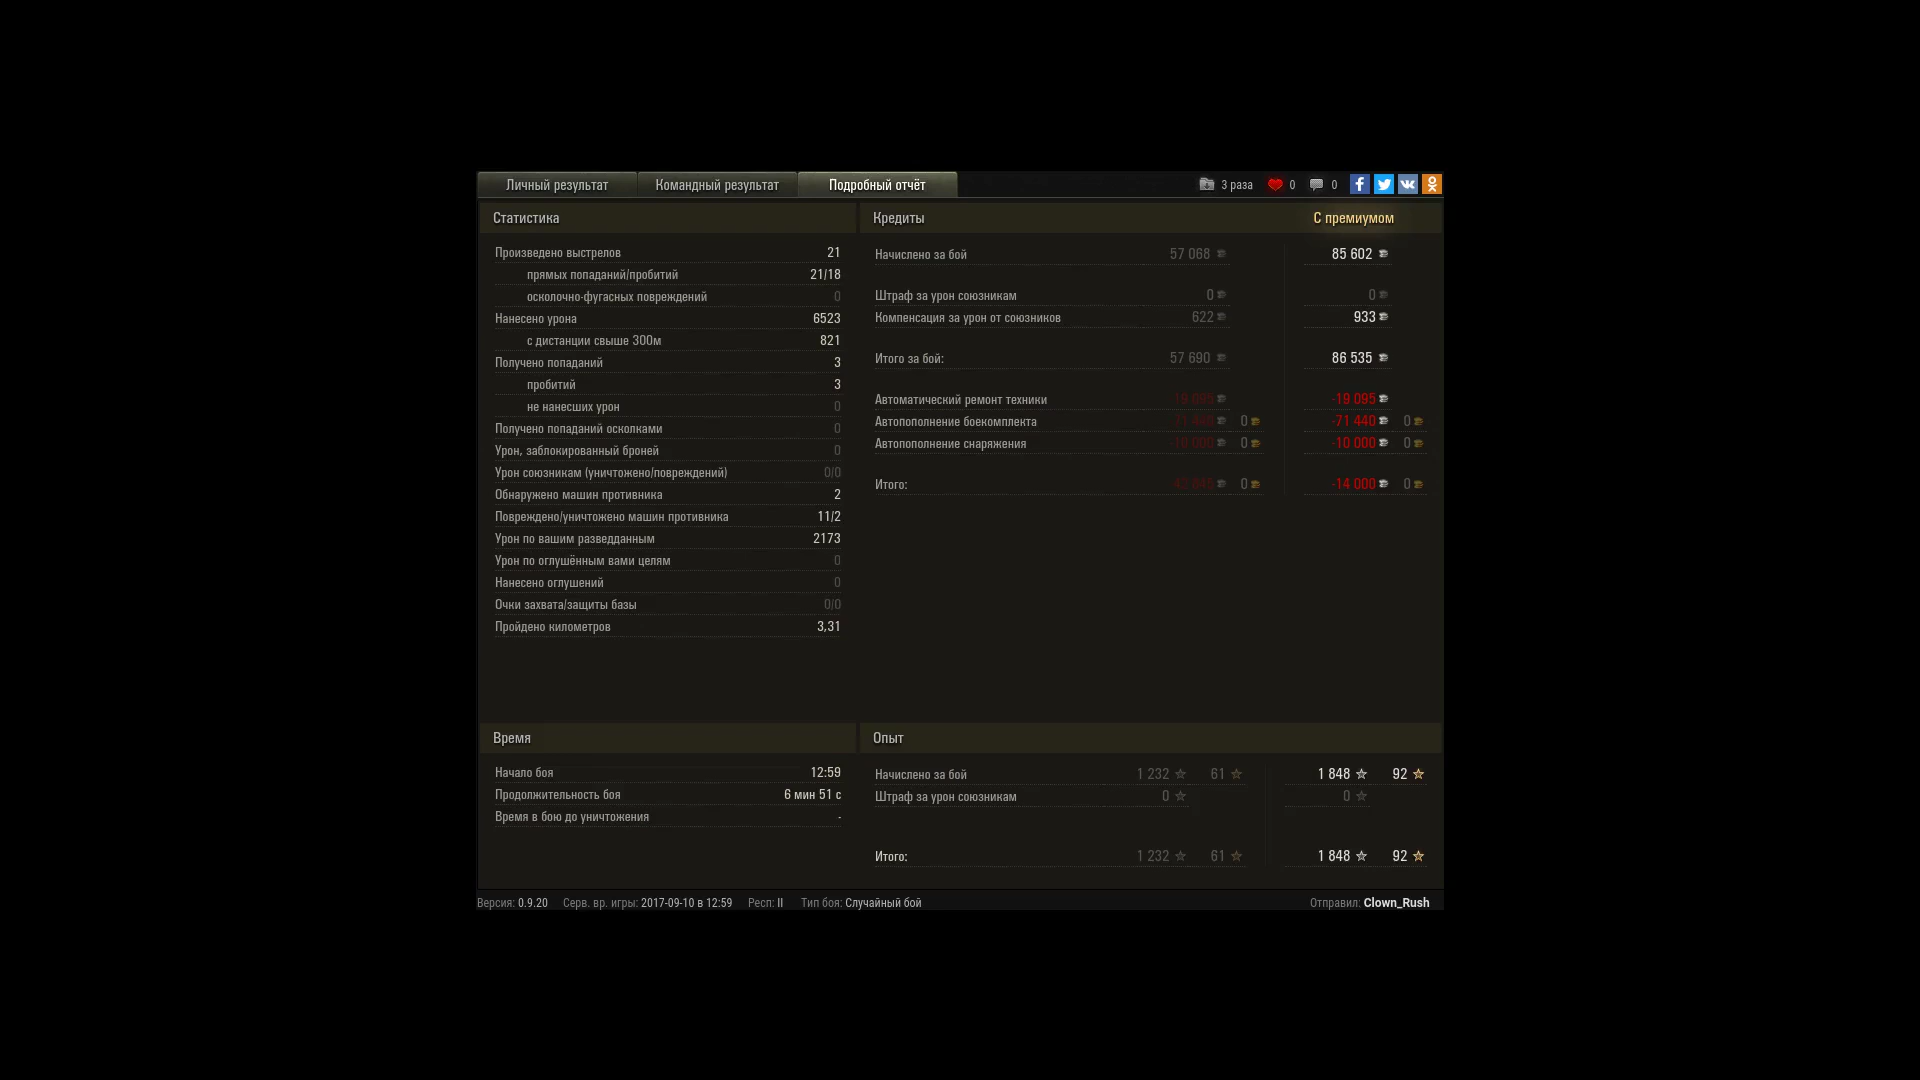 Личный результат Командный результат Подробный отчёт 3 раза 0 0
Статистика
Произведено выстрелов 21
прямых попаданий/пробитий 21/18
осколочно-фугасных повреждений 0
Нанесено урона 6523
с дистанции свыше 300м 821
Получено попаданий 3
пробитий 3
не нанесших урон 0
Получено попаданий осколками 0
Урон, заблокированный броней 0
Урон союзникам (уничтожено/повреждений) 0/0
Обнаружено машин противника 2
Повреждено/уничтожено машин противника 11/2
Урон по вашим разведданным 2173
Урон по оглушённым вами целям 0
Нанесено оглушений 0
Очки захвата/защиты базы 0/0
Пройдено километров 3,31
Кредиты С премиумом
Начислено за бой 57 068 85 602
Штраф за урон союзникам 0 0
Компенсация за урон от союзников 622 933
Итого за бой: 57 690 86 535
Автоматический ремонт техники -19 095 -19 095
Автопополнение боекомплекта -71 440 0 -71 440 0
Автопополнение снаряжения -10 000 0 -10 000 0
Итого: 0 -14 000 0
Время
Начало боя 12:59
Продолжительность боя 6 мин 51 с
Время в бою до уничтожения -
Опыт
Начислено за бой 1 232 61 1 848 92
Штраф за урон союзникам 0 0
Итого: 1 232 61 1 848 92
Версия: 0.9.20 Серв. вр. игры: 2017-09-10 в 12:59 Респ: II Тип боя: Случайный бой Отправил: Clown_Rush